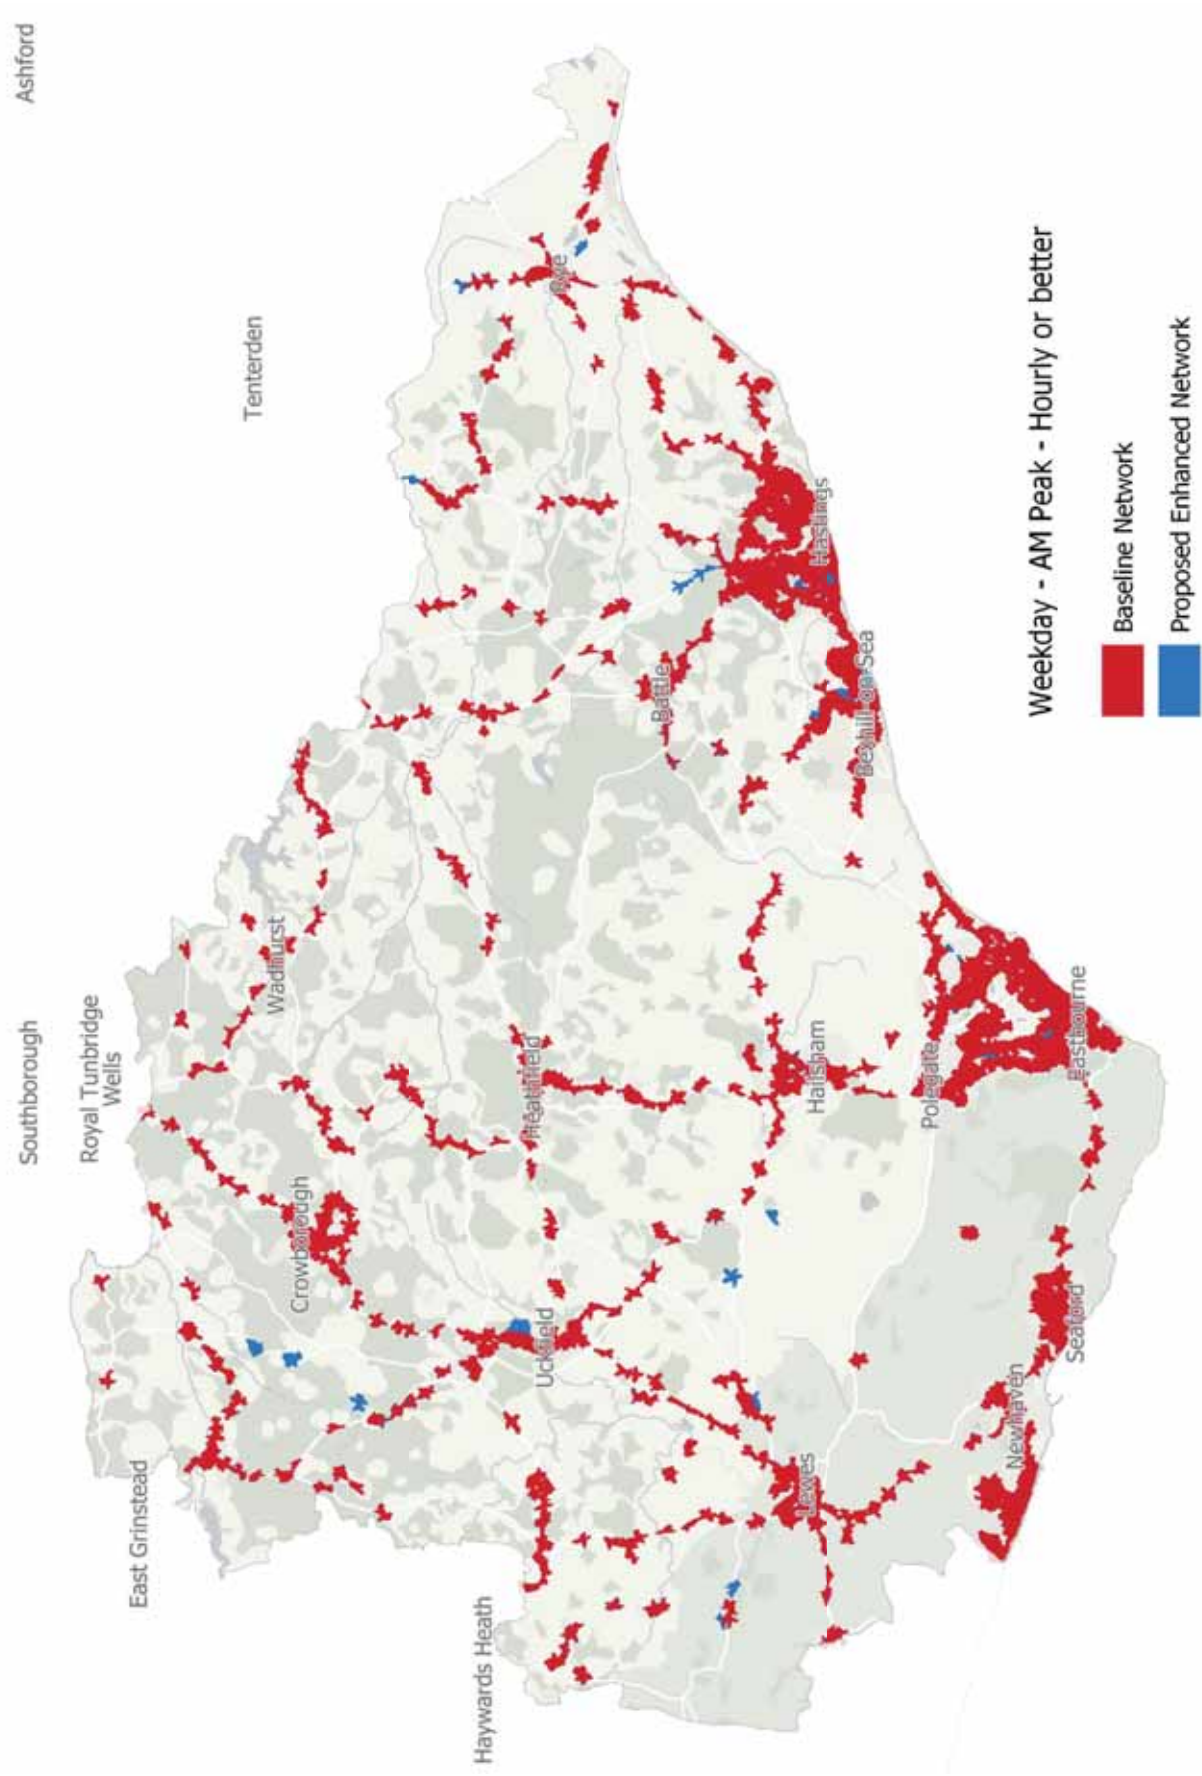 Southborough
Ashford
Royal Tunbridge
Wells
East Grinstead
Tenterden
Wadhurst
Crowborough
Haywards Heath
Heathfield
Uckfield
Rye
Battle
Hailsham
Hastings
Lewes
Bexhill-on-Sea
Polegate
Newhaven
Seaford
Eastbourne
Weekday - AM Peak - Hourly or better
Baseline Network
Proposed Enhanced Network